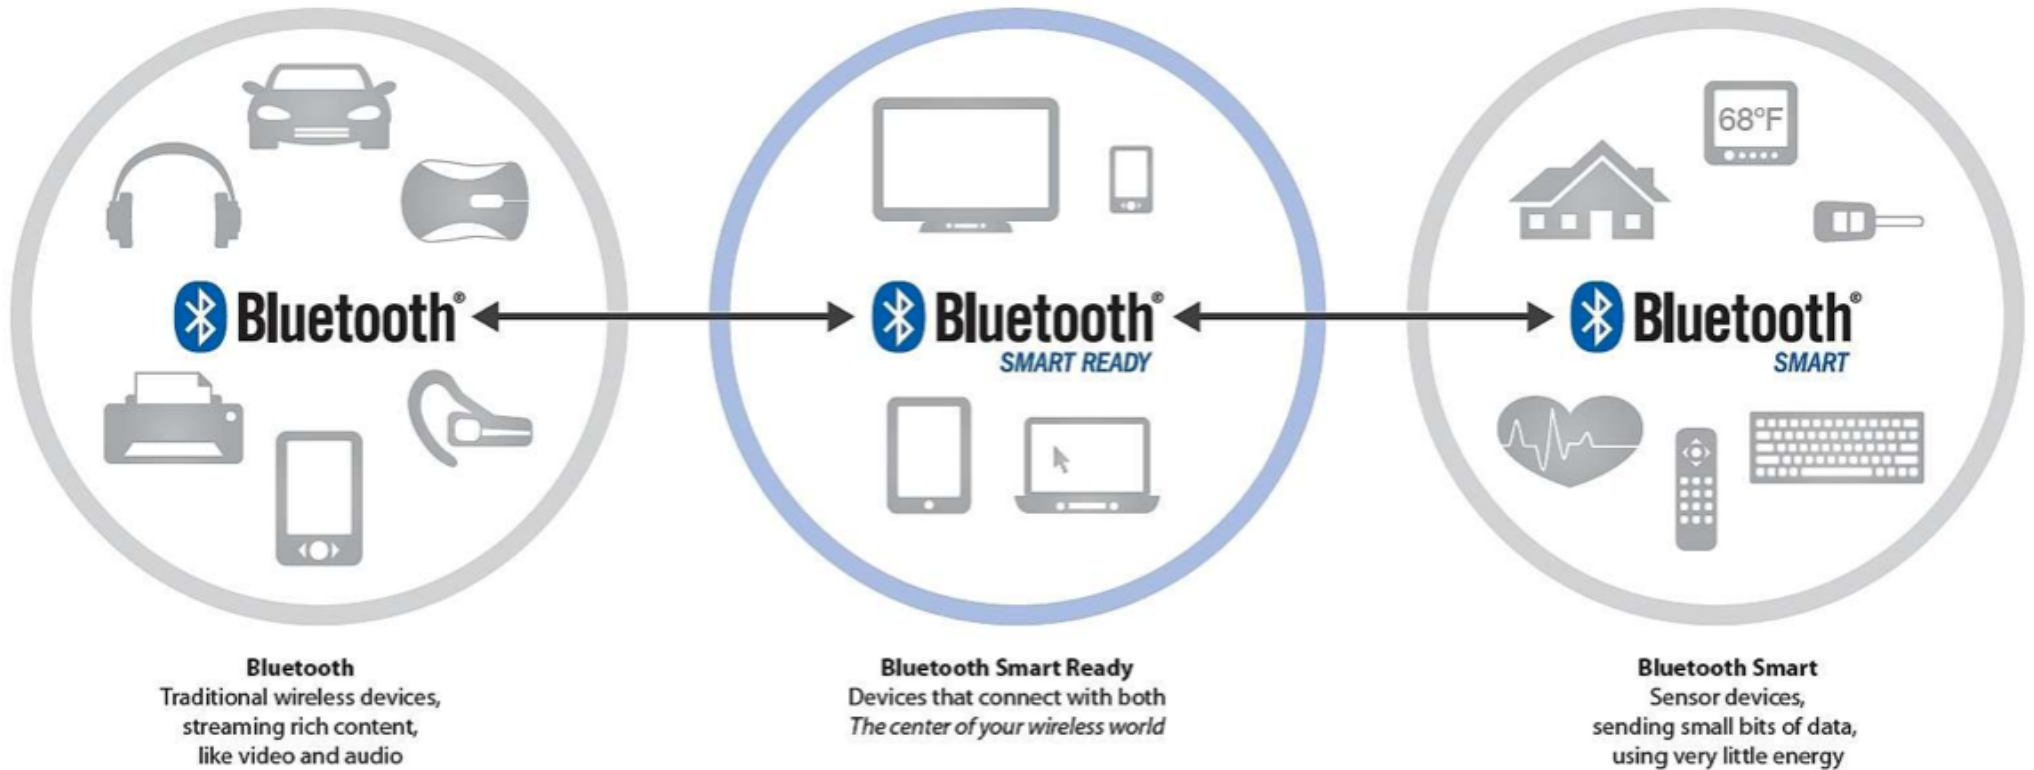 68°F
Bluetooth®
Bluetooth®
SMART READY
Bluetooth®
SMART
Bluetooth
Traditional wireless devices,
streaming rich content,
like video and audio
Bluetooth Smart Ready
Devices that connect with both
The center of your wireless world
Bluetooth Smart
Sensor devices,
sending small bits of data,
using very little energy